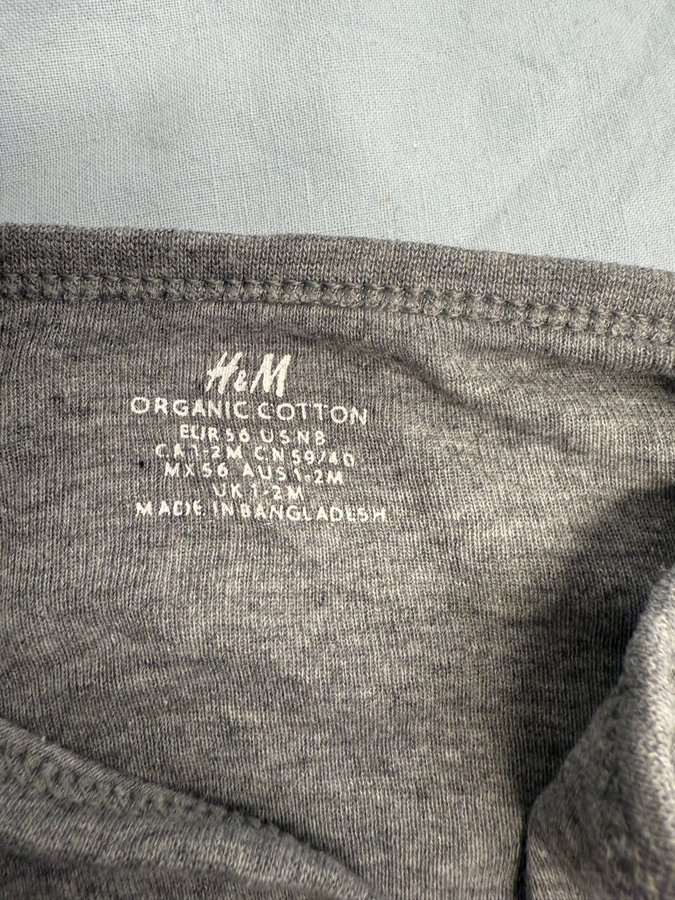 H&M
ORGANIC COTTON
EUR 56 US NB
CA 1-2M CN 59/40
MX 56 AUS 1-2M
UK 1-2M
MADE IN BANGLADESH